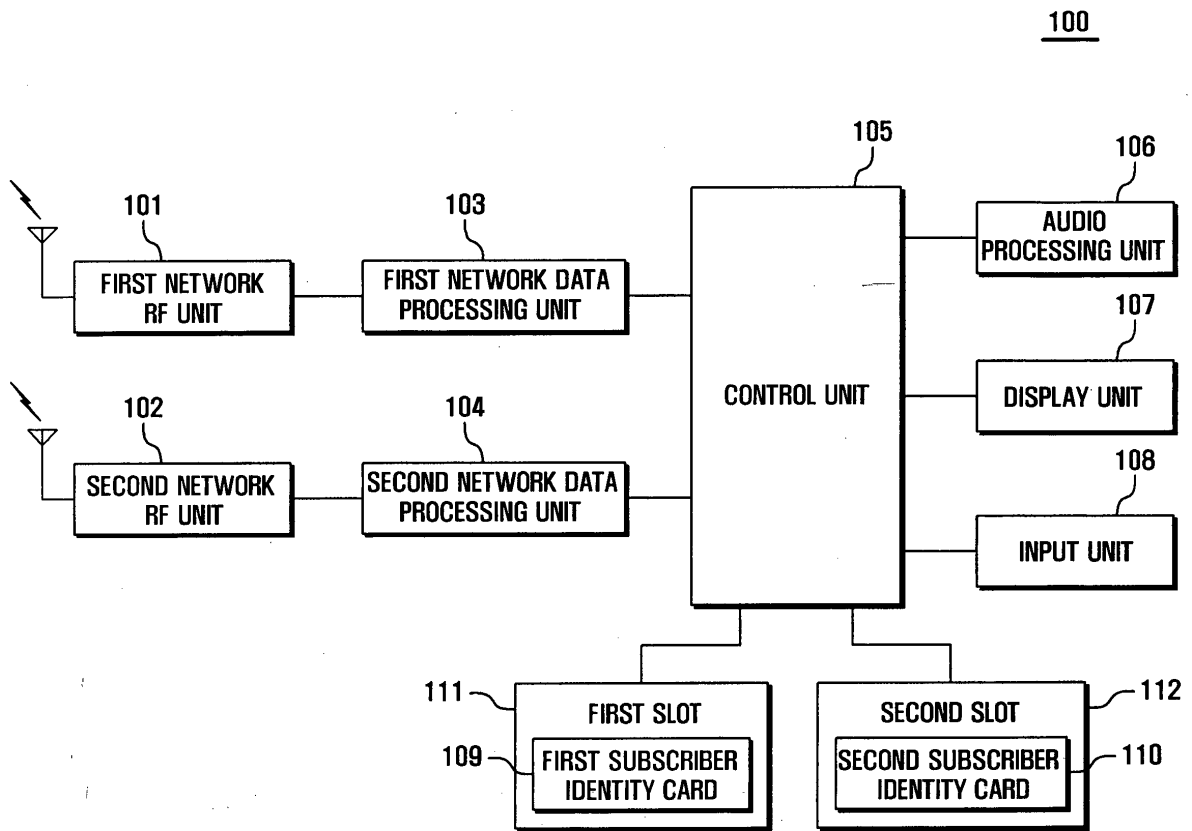 100
105
106
101
103
AUDIO
PROCESSING UNIT
FIRST NETWORK
RF UNIT
FIRST NETWORK DATA
PROCESSING UNIT
107
CONTROL UNIT
DISPLAY UNIT
102
104
108
SECOND NETWORK
RF UNIT
SECOND NETWORK DATA
PROCESSING UNIT
INPUT UNIT
111
FIRST SLOT
109
FIRST SUBSCRIBER
IDENTITY CARD
SECOND SLOT
112
SECOND SUBSCRIBER
IDENTITY CARD
110